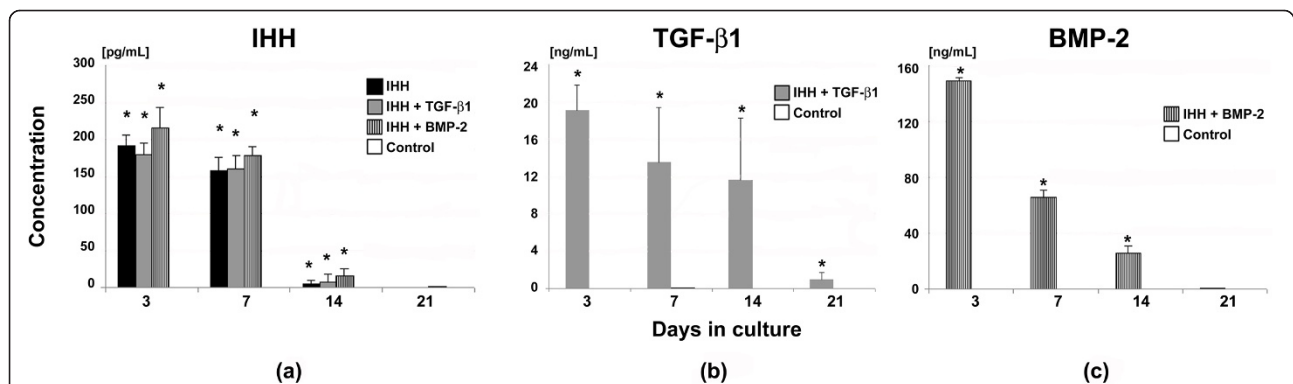 IHH
[pg/mL]
300
250
200
150
100
50
0
Concentration
* * *
* * *
* * *
IHH
IHH + TGF-β1
IHH + BMP-2
Control
3 7 14 21
(a)
TGF-β1
[ng/mL]
24
20
16
12
8
4
0
* * * *
IHH + TGF-β1
Control
3 7 14 21
Days in culture
(b)
BMP-2
[ng/mL]
160
120
80
40
0
* * *
IHH + BMP-2
Control
3 7 14 21
(c)